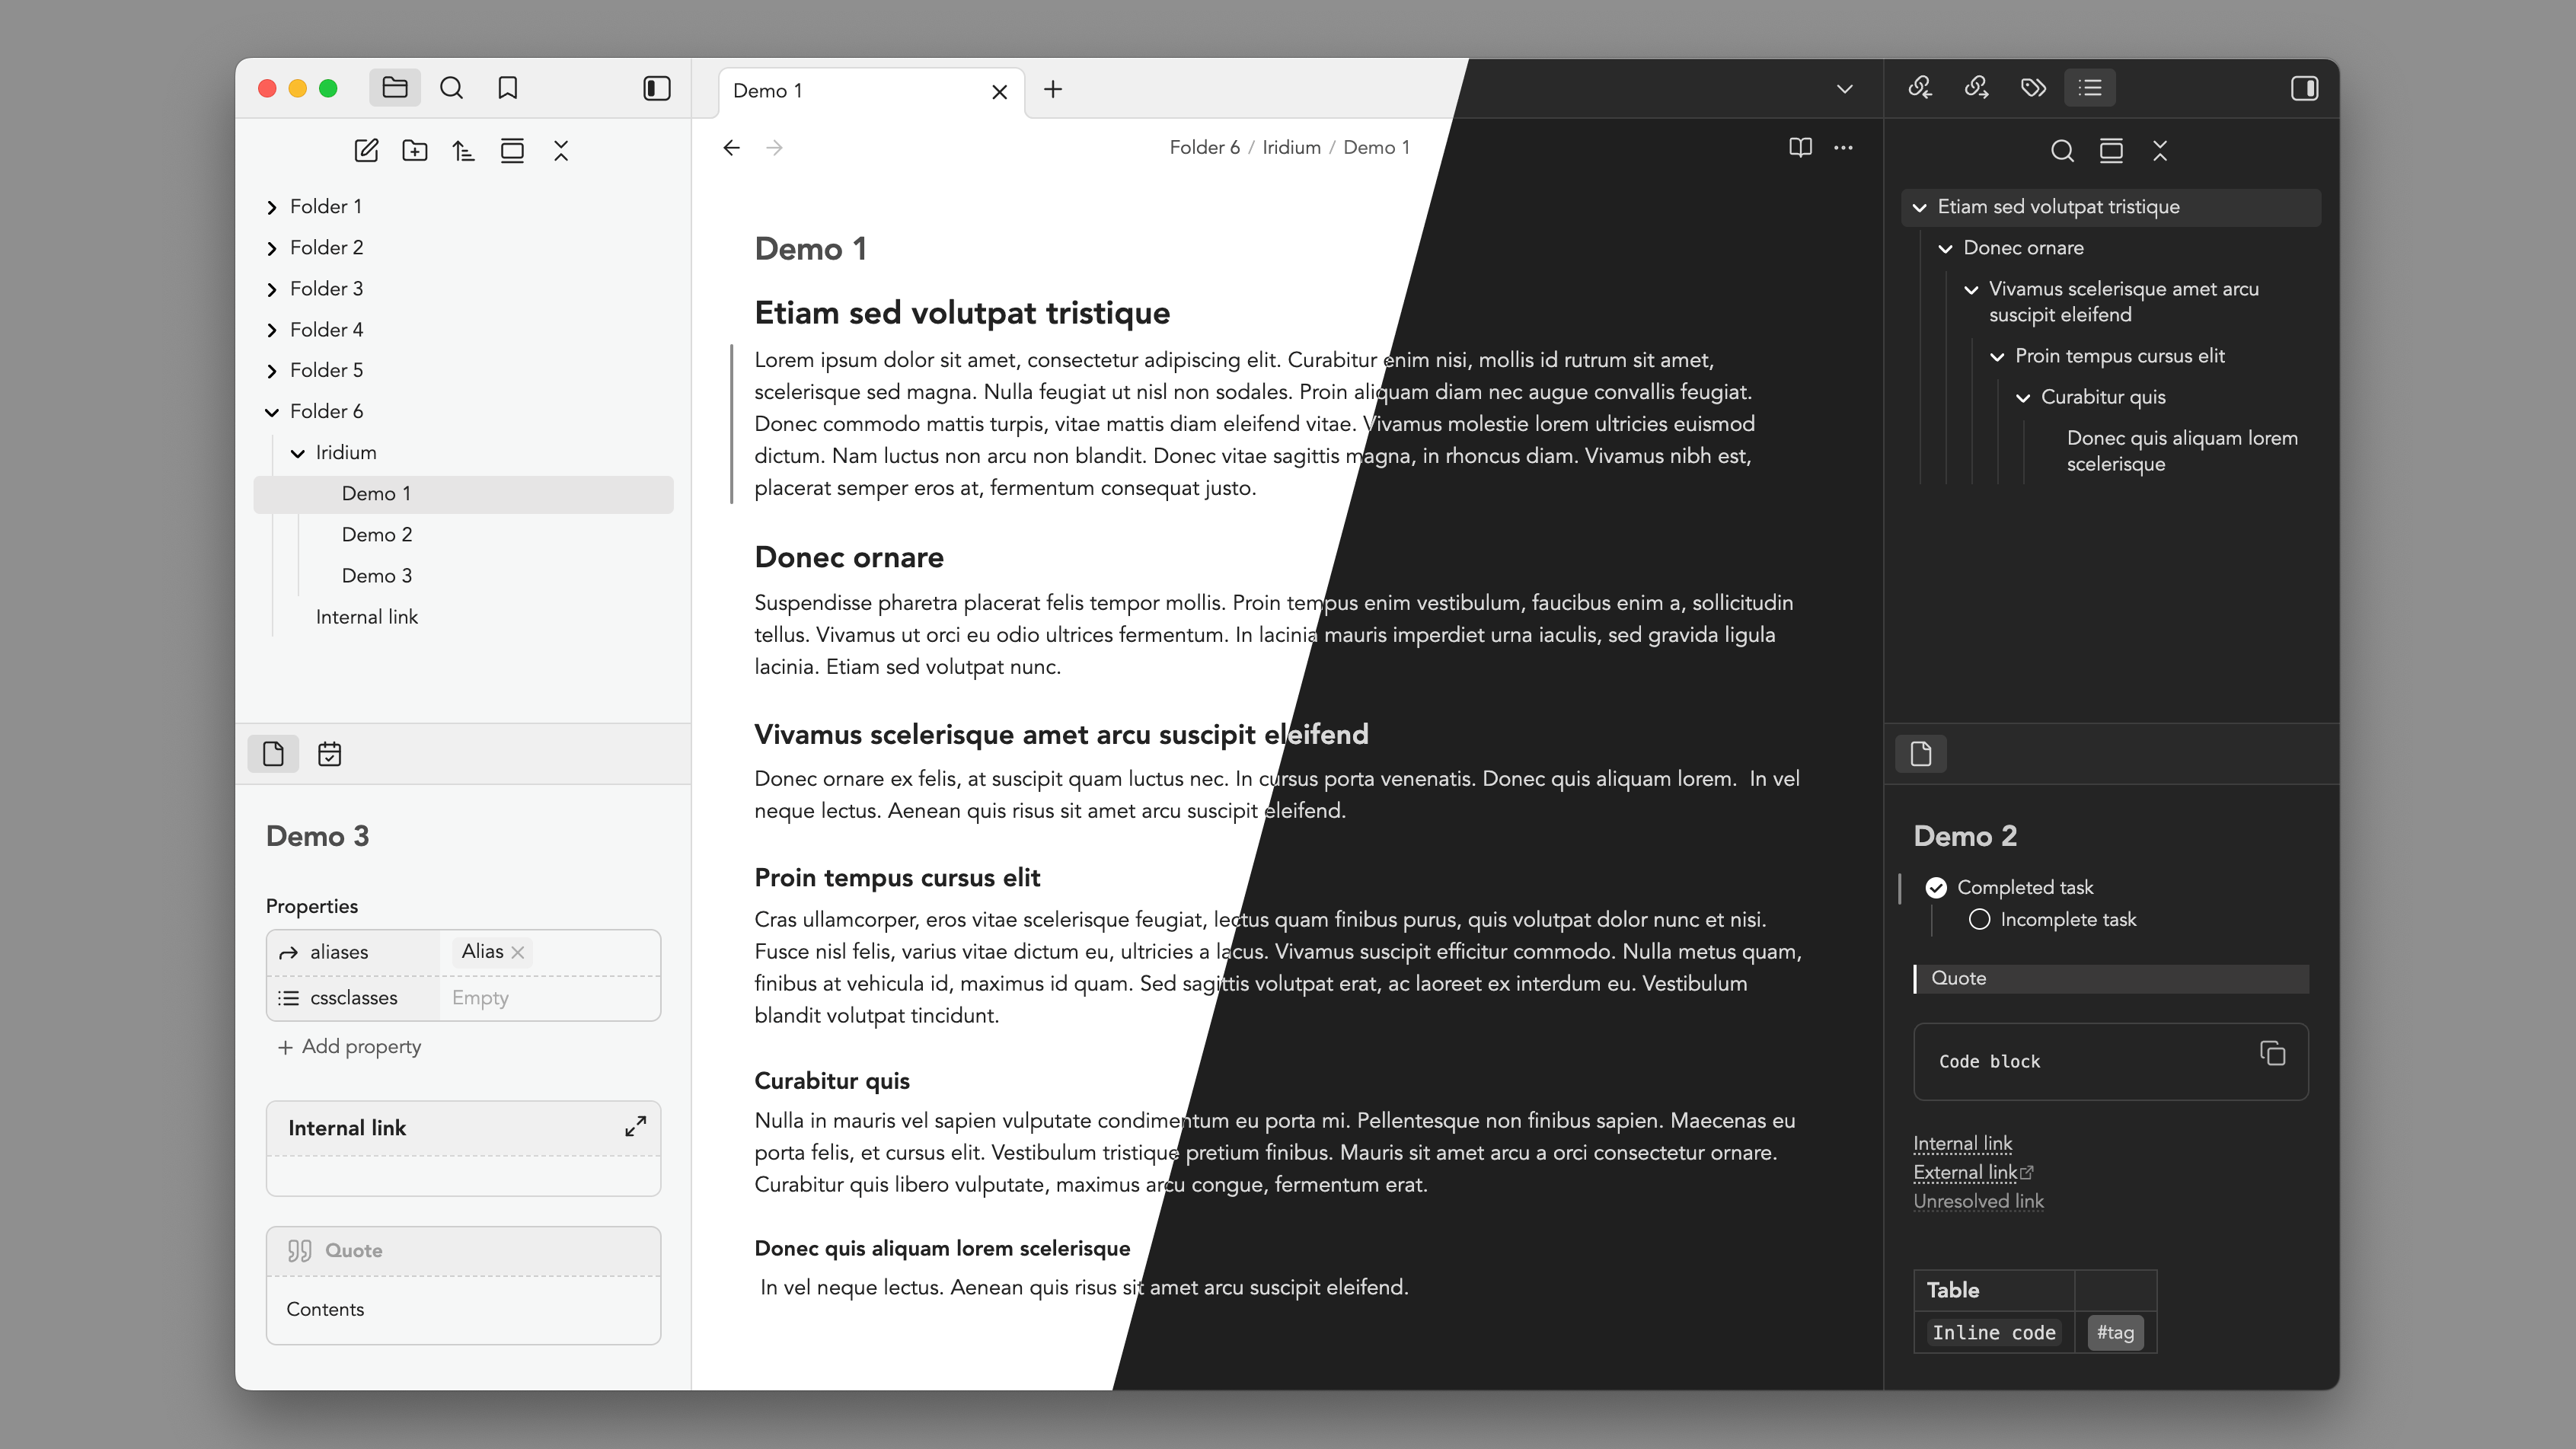 Demo 1
Folder 1
Folder 2
Folder 3
Folder 4
Folder 5
Folder 6
Iridium
Demo 1
Demo 2
Demo 3
Internal link
Demo 3
Properties
aliases Alias
cssclasses Empty
Add property
Internal link
Quote
Contents
Folder 6 / Iridium / Demo 1
Demo 1
Etiam sed volutpat tristique
Lorem ipsum dolor sit amet, consectetur adipiscing elit. Curabitur enim nisi, mollis id rutrum sit amet,
scelerisque sed magna. Nulla feugiat ut nisl non sodales. Proin aliquam diam nec augue convallis feugiat.
Donec commodo mattis turpis, vitae mattis diam eleifend vitae. Vivamus molestie lorem ultricies euismod
dictum. Nam luctus non arcu non blandit. Donec vitae sagittis magna, in rhoncus diam. Vivamus nibh est,
placerat semper eros at, fermentum consequat justo.
Donec ornare
Suspendisse pharetra placerat felis tempor mollis. Proin tempus enim vestibulum, faucibus enim a, sollicitudin
tellus. Vivamus ut orci eu odio ultrices fermentum. In lacinia mauris imperdiet urna iaculis, sed gravida ligula
lacinia. Etiam sed volutpat nunc.
Vivamus scelerisque amet arcu suscipit eleifend
Donec ornare ex felis, at suscipit quam luctus nec. In cursus porta venenatis. Donec quis aliquam lorem.  In vel
neque lectus. Aenean quis risus sit amet arcu suscipit eleifend.
Proin tempus cursus elit
Cras ullamcorper, eros vitae scelerisque feugiat, lectus quam finibus purus, quis volutpat dolor nunc et nisi.
Fusce nisl felis, varius vitae dictum eu, ultricies a lacus. Vivamus suscipit efficitur commodo. Nulla metus quam,
finibus at vehicula id, maximus id quam. Sed sagittis volutpat erat, ac laoreet ex interdum eu. Vestibulum
blandit volutpat tincidunt.
Curabitur quis
Nulla in mauris vel sapien vulputate condimentum eu porta mi. Pellentesque non finibus sapien. Maecenas eu
porta felis, et cursus elit. Vestibulum tristique pretium finibus. Mauris sit amet arcu a orci consectetur ornare.
Curabitur quis libero vulputate, maximus arcu congue, fermentum erat.
Donec quis aliquam lorem scelerisque
In vel neque lectus. Aenean quis risus sit amet arcu suscipit eleifend.
Etiam sed volutpat tristique
Donec ornare
Vivamus scelerisque amet arcu
suscipit eleifend
Proin tempus cursus elit
Curabitur quis
Donec quis aliquam lorem
scelerisque
Demo 2
Completed task
Incomplete task
Quote
Code block
Internal link
External link
Unresolved link
Table
Inline code #tag